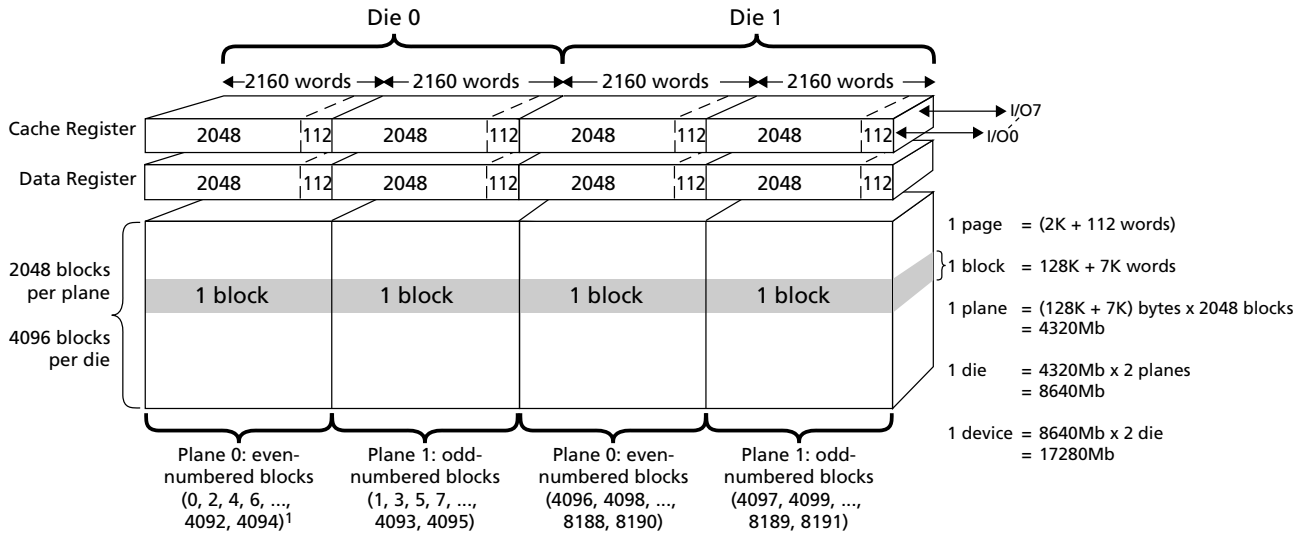 Die 0
Die 1
2160 words
2160 words
2160 words
2160 words
I/O7
I/O0
Cache Register
2048
112
2048
112
2048
112
2048
112
Data Register
2048
112
2048
112
2048
112
2048
112
2048 blocks
per plane
4096 blocks
per die
1 block
1 block
1 block
1 block
1 page = (2K + 112 words)
1 block = 128K + 7K words
1 plane = (128K + 7K) bytes x 2048 blocks
= 4320Mb
1 die = 4320Mb x 2 planes
= 8640Mb
1 device = 8640Mb x 2 die
= 17280Mb
Plane 0: even-
numbered blocks
(0, 2, 4, 6, ...,
4092, 4094)1
Plane 1: odd-
numbered blocks
(1, 3, 5, 7, ...,
4093, 4095)
Plane 0: even-
numbered blocks
(4096, 4098, ...,
8188, 8190)
Plane 1: odd-
numbered blocks
(4097, 4099, ...,
8189, 8191)